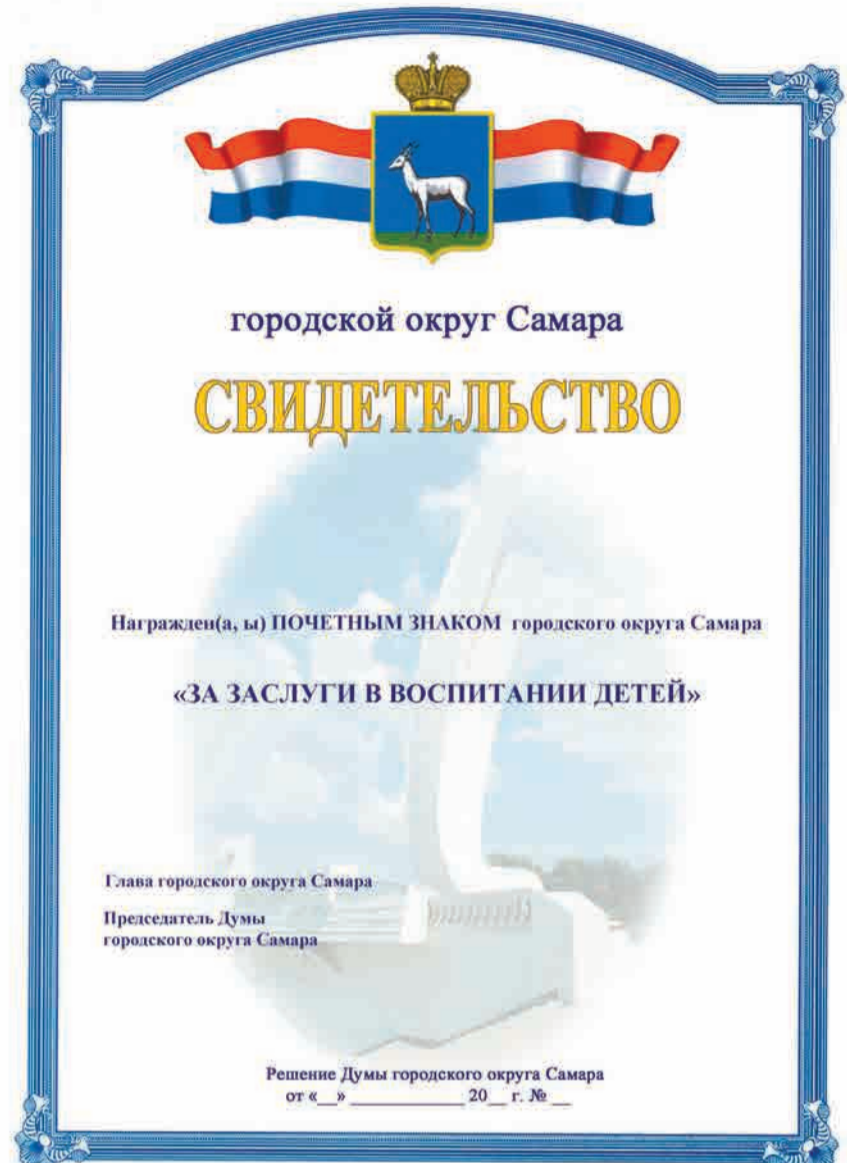 городской округ Самара
СВИДЕТЕЛЬСТВО
Награжден(а, ы) ПОЧЕТНЫМ ЗНАКОМ городского округа Самара
«ЗА ЗАСЛУГИ В ВОСПИТАНИИ ДЕТЕЙ»
Глава городского округа Самара
Председатель Думы
городского округа Самара
Решение Думы городского округа Самара
от «__» ____________ 20__ г. № __